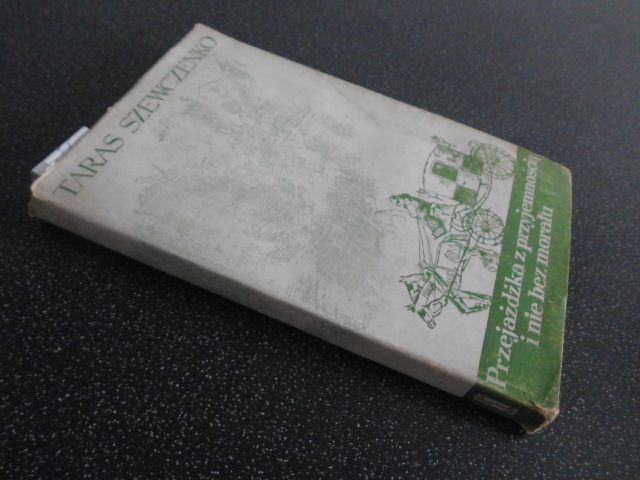 TARAS SZEWCZENKO
Przejażdżka z przyjemnością
i nie bez morału